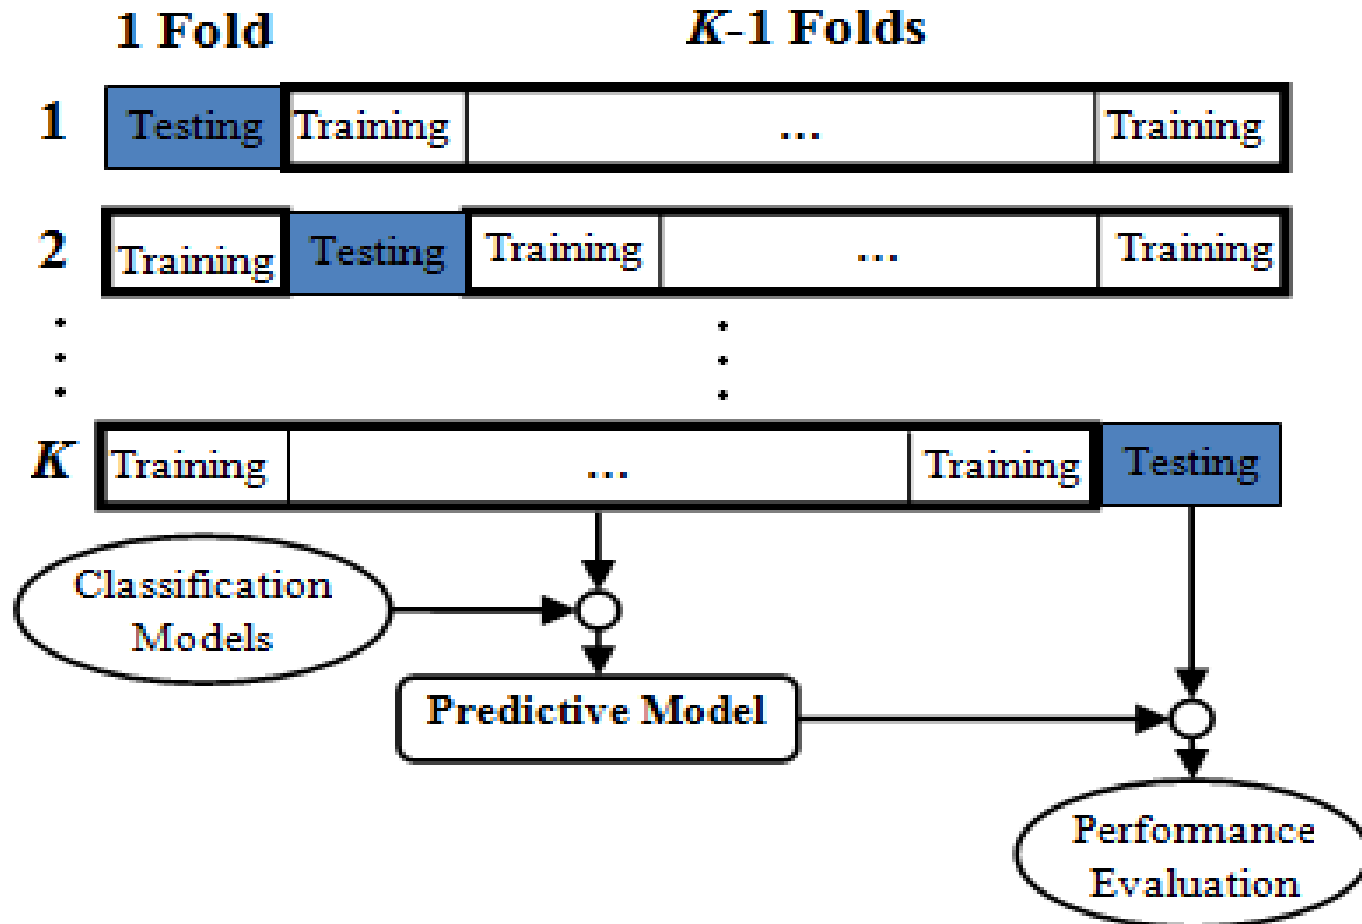 1 Fold K-1 Folds
1 Testing Training ... Training
2 Training Testing Training ... Training
K Training ... Training Testing
Classification
Models
Predictive Model
Performance
Evaluation